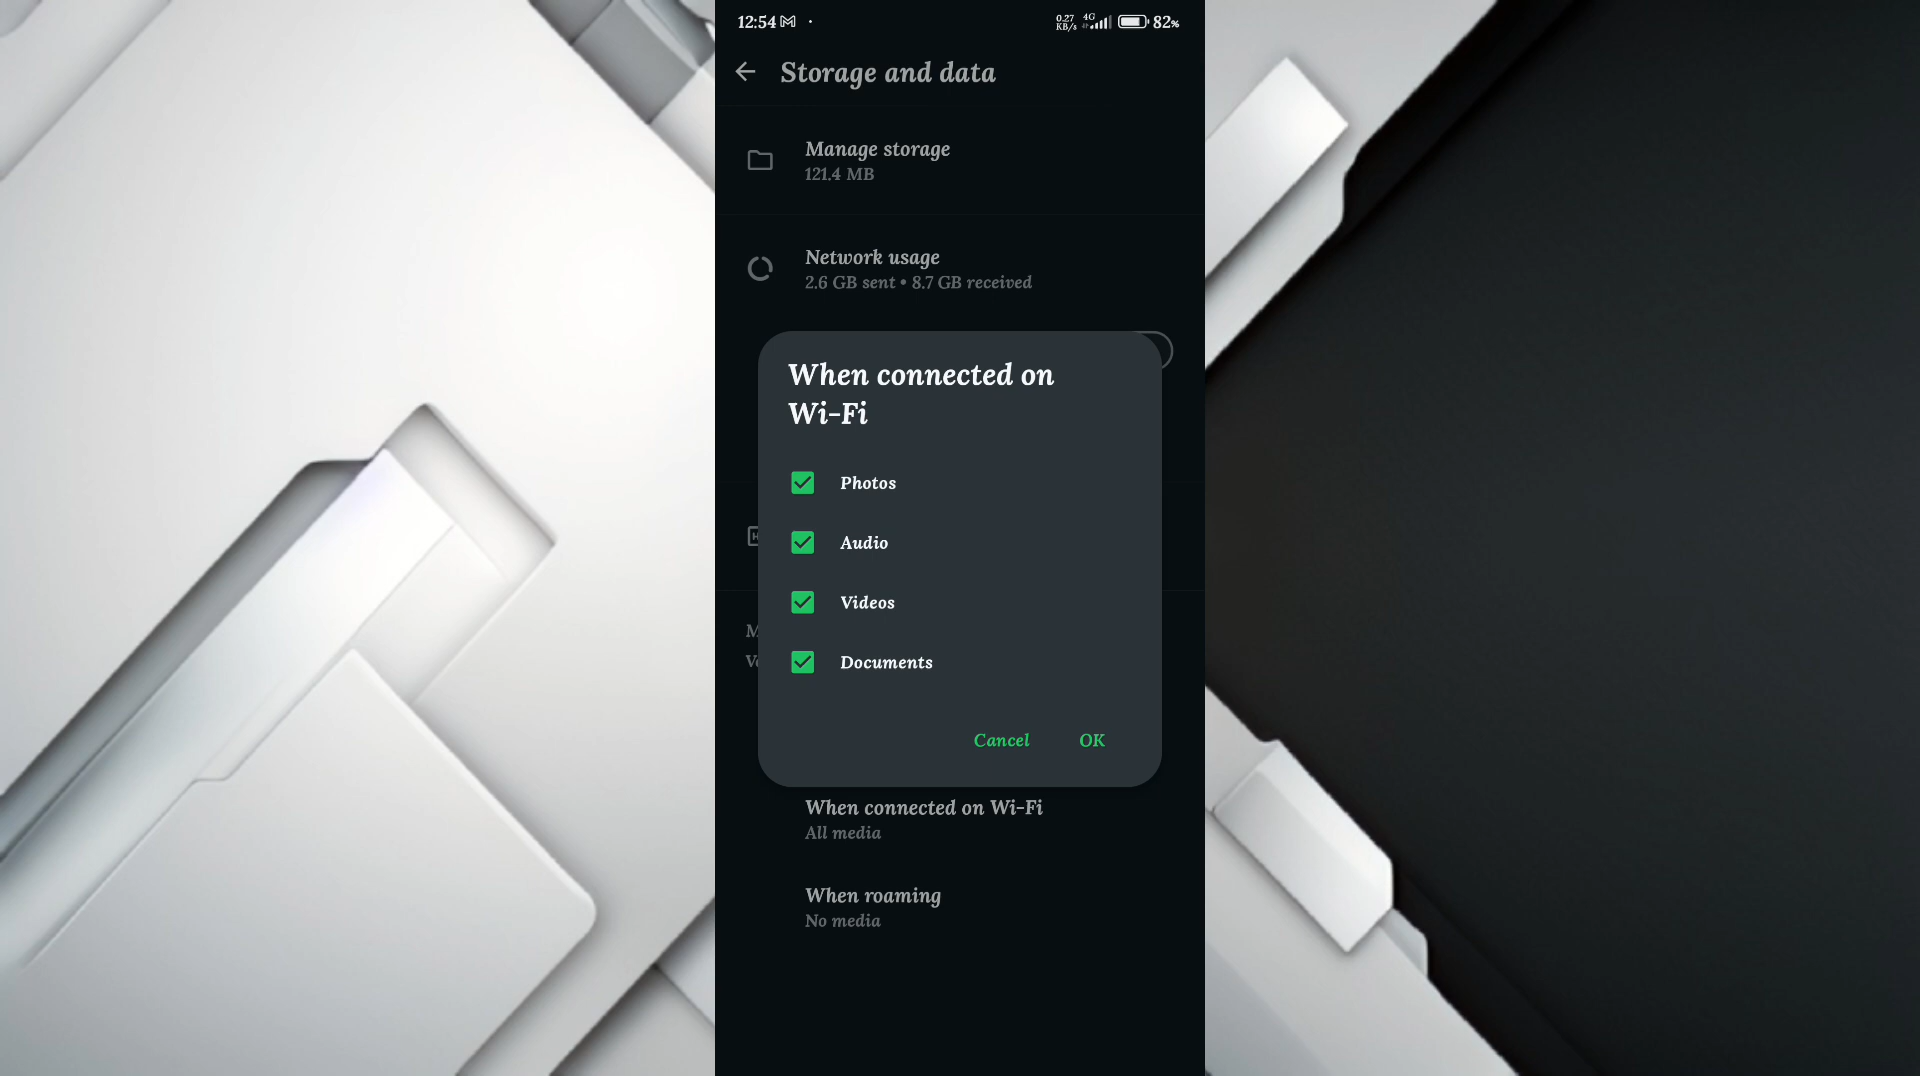 12:54
0.27
KB/s
4G
82%
Storage and data
Manage storage
121.4 MB
Network usage
2.6 GB sent • 8.7 GB received
When connected on
Wi-Fi
Photos
Audio
Videos
Documents
Cancel
OK
When connected on Wi-Fi
All media
When roaming
No media